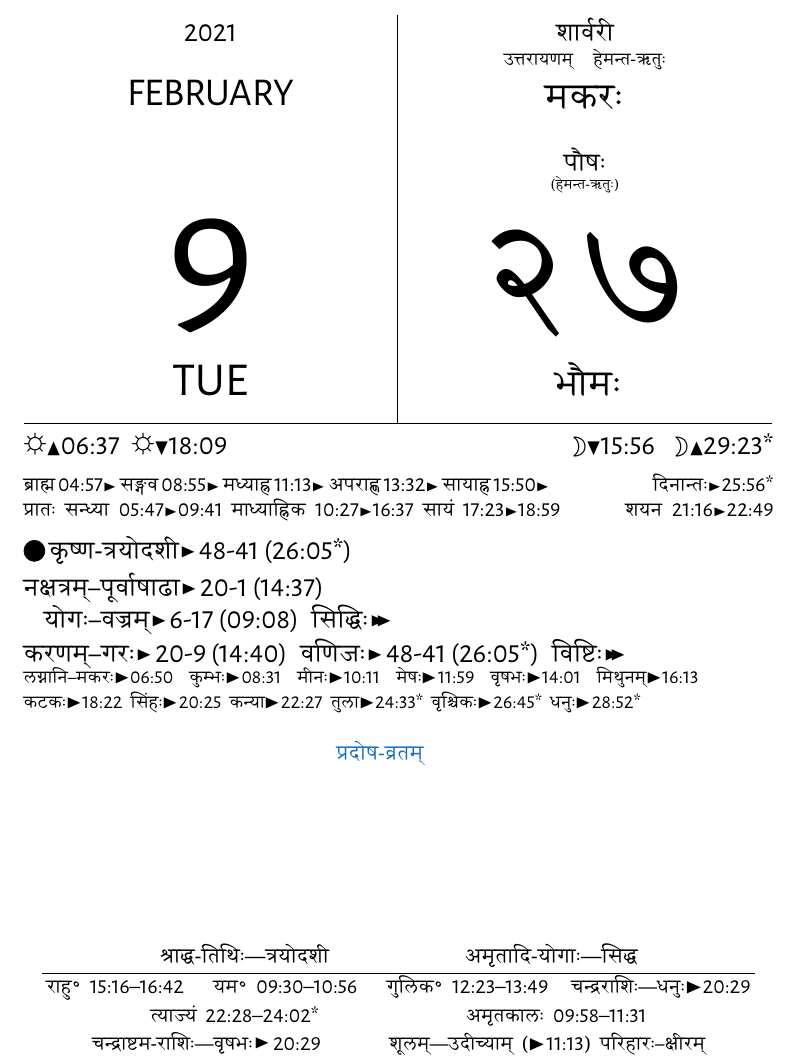 2021
FEBRUARY
9
TUE
शार्वरी
उत्तरायणम् हेमन्त-ऋतुः
मकरः
पौषः
(हेमन्त-ऋतुः)
२७
भौमः
☼▲06:37 ☼▼18:09 ☽▼15:56 ☽▲29:23*
ब्राह्म 04:57▶ सङ्गव 08:55▶ मध्याह्न 11:13▶ अपराह्ण 13:32▶ सायाह्न 15:50▶ दिनान्तः▶25:56*
प्रातः सन्ध्या 05:47▶09:41 माध्याह्निक 10:27▶16:37 सायं 17:23▶18:59 शयन 21:16▶22:49
●कृष्ण-त्रयोदशी▶48-41 (26:05*)
नक्षत्रम्–पूर्वाषाढा▶20-1 (14:37)
योगः–वज्रम्▶6-17 (09:08) सिद्धिः▶▶
करणम्–गरः▶20-9 (14:40) वणिजः▶48-41 (26:05*) विष्टिः▶▶
लग्नानि–मकरः▶06:50 कुम्भः▶08:31 मीनः▶10:11 मेषः▶11:59 वृषभः▶14:01 मिथुनम्▶16:13
कटकः▶18:22 सिंहः▶20:25 कन्या▶22:27 तुला▶24:33* वृश्चिकः▶26:45* धनुः▶28:52*
प्रदोष-व्रतम्
श्राद्ध-तिथिः—त्रयोदशी अमृतादि-योगाः—सिद्ध
राहु॰ 15:16–16:42 यम॰ 09:30–10:56 गुलिक॰ 12:23–13:49 चन्द्रराशिः—धनुः▶20:29
त्याज्यं 22:28–24:02* अमृतकालः 09:58–11:31
चन्द्राष्टम-राशिः—वृषभः▶20:29 शूलम्—उदीच्याम् (▶11:13) परिहारः–क्षीरम्